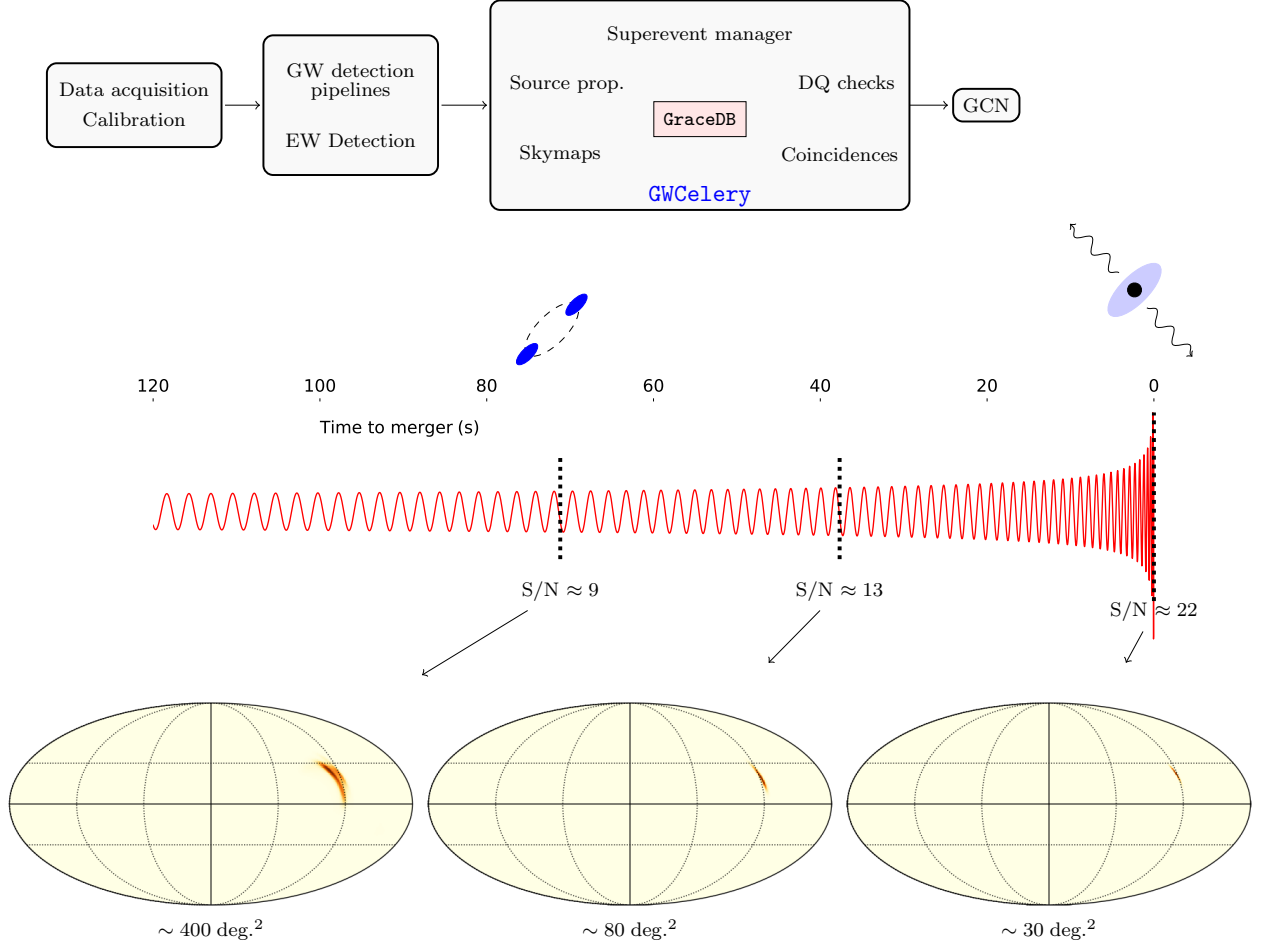 Superevent manager
GW detection
pipelines
Data acquisition
Calibration
EW Detection
Source prop.
DQ checks
GraceDB
GCN
Skymaps
Coincidences
GWCelery
120 100 80 60 40 20 0
Time to merger (s)
S/N ≈ 9
S/N ≈ 13
S/N ≈ 22
∼ 400 deg.²
∼ 80 deg.²
∼ 30 deg.²